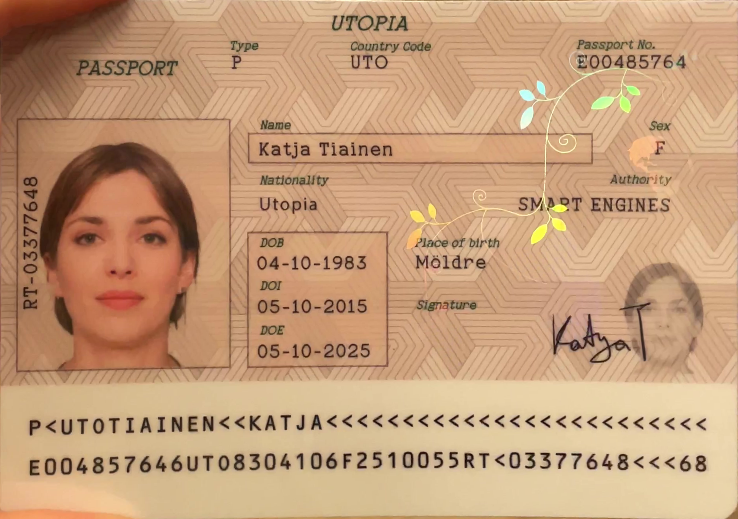 UTOPIA
PASSPORT
Type Country Code Passport No.
P UTO E00485764
Name Sex
Katja Tiainen F
Nationality Authority
Utopia SMART ENGINES
DOB Place of birth
04-10-1983 Möldre
DOI
05-10-2015
Signature
DOE
05-10-2025
Katya T
RT-03377648
P<UTOTIAINEN<<KATJA<<<<<<<<<<<<<<<<<<<<<<<<<
E004857646UTO8304106F2510055RT<03377648<<<68